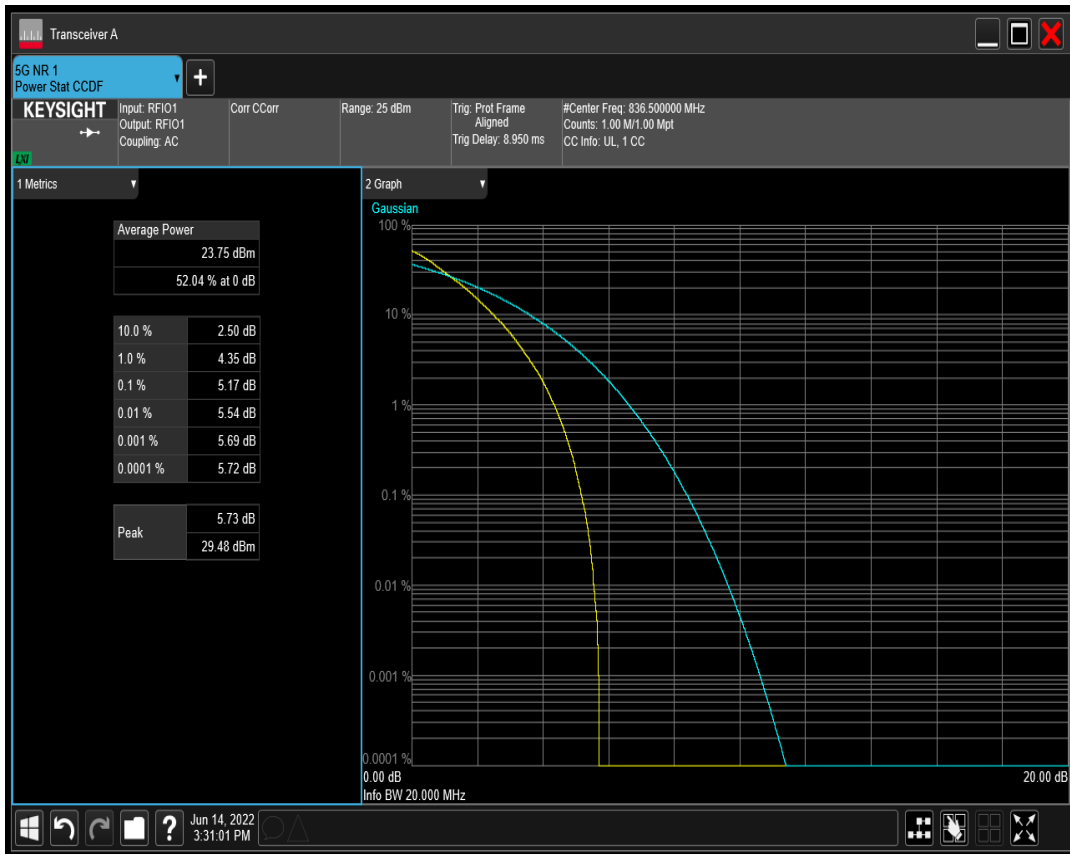 Transceiver A
5G NR 1
Power Stat CCDF
+
KEYSIGHT
LXI
Input: RFIO1
Output: RFIO1
Coupling: AC
Corr CCorr
Range: 25 dBm
Trig: Prot Frame
Aligned
Trig Delay: 8.950 ms
#Center Freq: 836.500000 MHz
Counts: 1.00 M/1.00 Mpt
CC Info: UL, 1 CC
1 Metrics
Average Power
23.75 dBm
52.04 % at 0 dB
10.0 % 2.50 dB
1.0 % 4.35 dB
0.1 % 5.17 dB
0.01 % 5.54 dB
0.001 % 5.69 dB
0.0001 % 5.72 dB
Peak
5.73 dB
29.48 dBm
2 Graph
Gaussian
100 %
10 %
1 %
0.1 %
0.01 %
0.001 %
0.0001 %
0.00 dB 20.00 dB
Info BW 20.000 MHz
?
Jun 14, 2022
3:31:01 PM